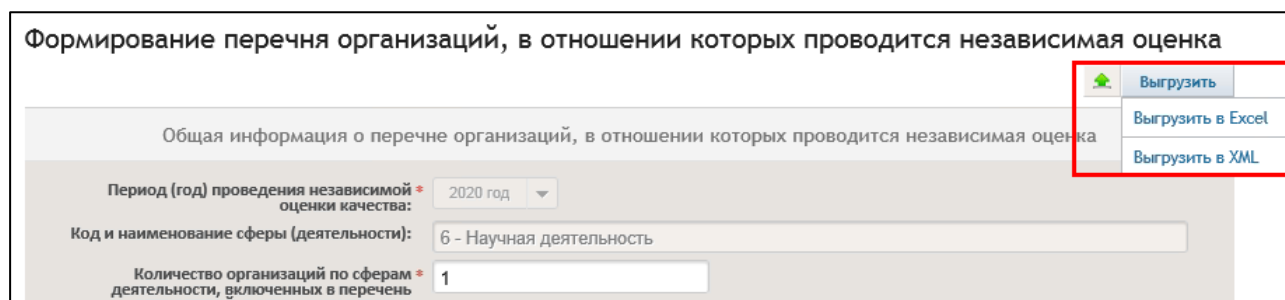 Формирование перечня организаций, в отношении которых проводится независимая оценка
Выгрузить
Выгрузить в Excel
Выгрузить в XML
Общая информация о перечне организаций, в отношении которых проводится независимая оценка
Период (год) проведения независимой * 2020 год
оценки качества:
Код и наименование сферы (деятельности): 6 - Научная деятельность
Количество организаций по сферам * 1
деятельности, включенных в перечень